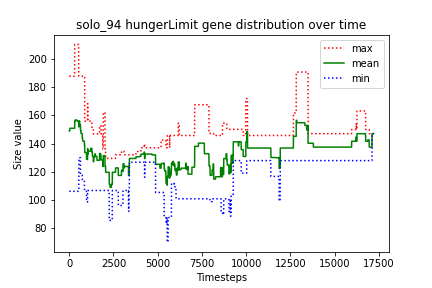 solo_94 hungerLimit gene distribution over time
max
mean
min
Size value
200
180
160
140
120
100
80
0
2500
5000
7500
10000
12500
15000
17500
Timesteps